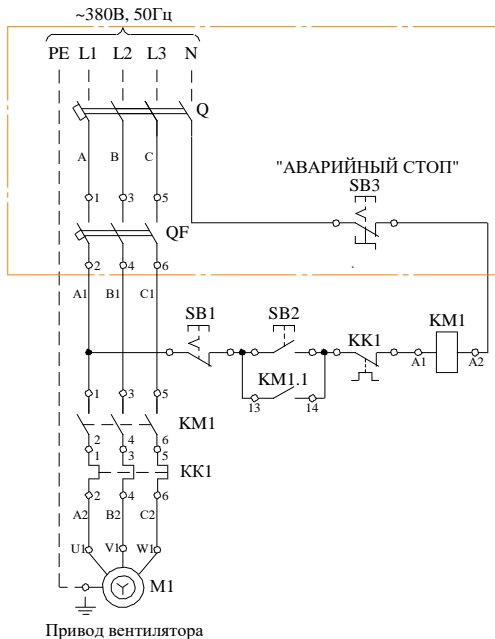 ~380В, 50Гц
PE L1 L2 L3 N
Q
A B C
"АВАРИЙНЫЙ СТОП"
SB3
1 3 5
QF
2 4 6
A1 B1 C1
SB1 SB2 KK1 KM1
A1 A2
KM1.1
13 14
1 3 5
KM1
2 4 6
1 3 5
KK1
2 4 6
A2 B2 C2
U1 V1 W1
M1
Привод вентилятора